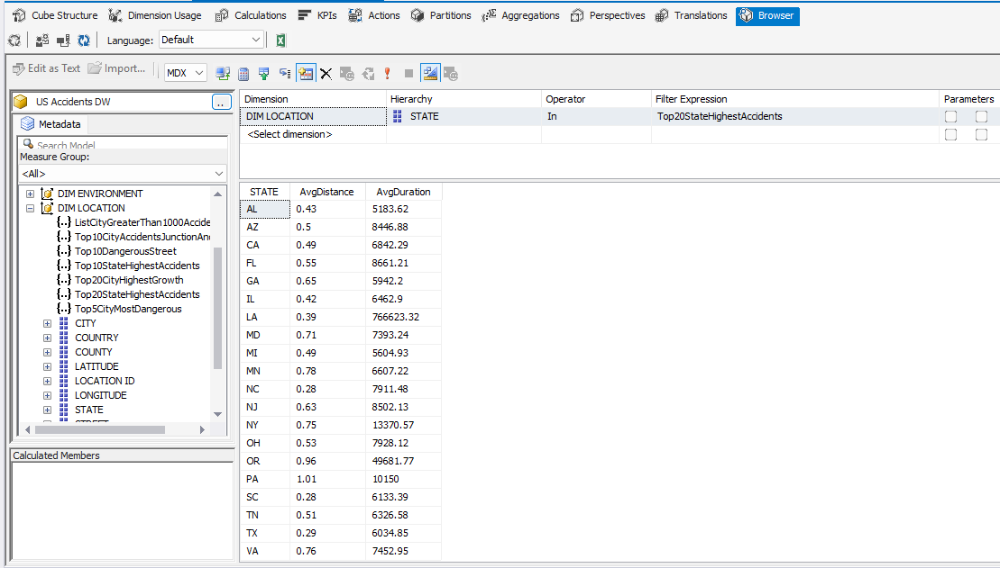 Cube Structure Dimension Usage Calculations KPIs Actions Partitions Aggregations Perspectives Translations Browser
Language: Default
Edit as Text Import... MDX
US Accidents DW ..
Metadata
Search Model
Measure Group:
<All>
DIM ENVIRONMENT
DIM LOCATION
ListCityGreaterThan1000Accide
Top10CityAccidentsJunctionAn
Top10DangerousStreet
Top10StateHighestAccidents
Top20CityHighestGrowth
Top20StateHighestAccidents
Top5CityMostDangerous
CITY
COUNTRY
COUNTY
LATITUDE
LOCATION ID
LONGITUDE
STATE
Calculated Members
Dimension Hierarchy Operator Filter Expression Parameters
DIM LOCATION STATE In Top20StateHighestAccidents
<Select dimension>
STATE AvgDistance AvgDuration
AL 0.43 5183.62
AZ 0.5 8446.88
CA 0.49 6842.29
FL 0.55 8661.21
GA 0.65 5942.2
IL 0.42 6462.9
LA 0.39 766623.32
MD 0.71 7393.24
MI 0.49 5604.93
MN 0.78 6607.22
NC 0.28 7911.48
NJ 0.63 8502.13
NY 0.75 13370.57
OH 0.53 7928.12
OR 0.96 49681.77
PA 1.01 10150
SC 0.28 6133.39
TN 0.51 6326.58
TX 0.29 6034.85
VA 0.76 7452.95